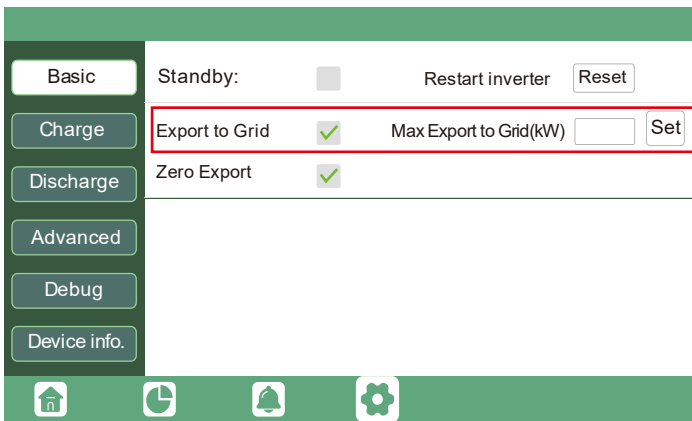 Basic
Standby:
Restart inverter
Reset
Charge
Export to Grid
Max Export to Grid(kW)
Set
Discharge
Zero Export
Advanced
Debug
Device info.